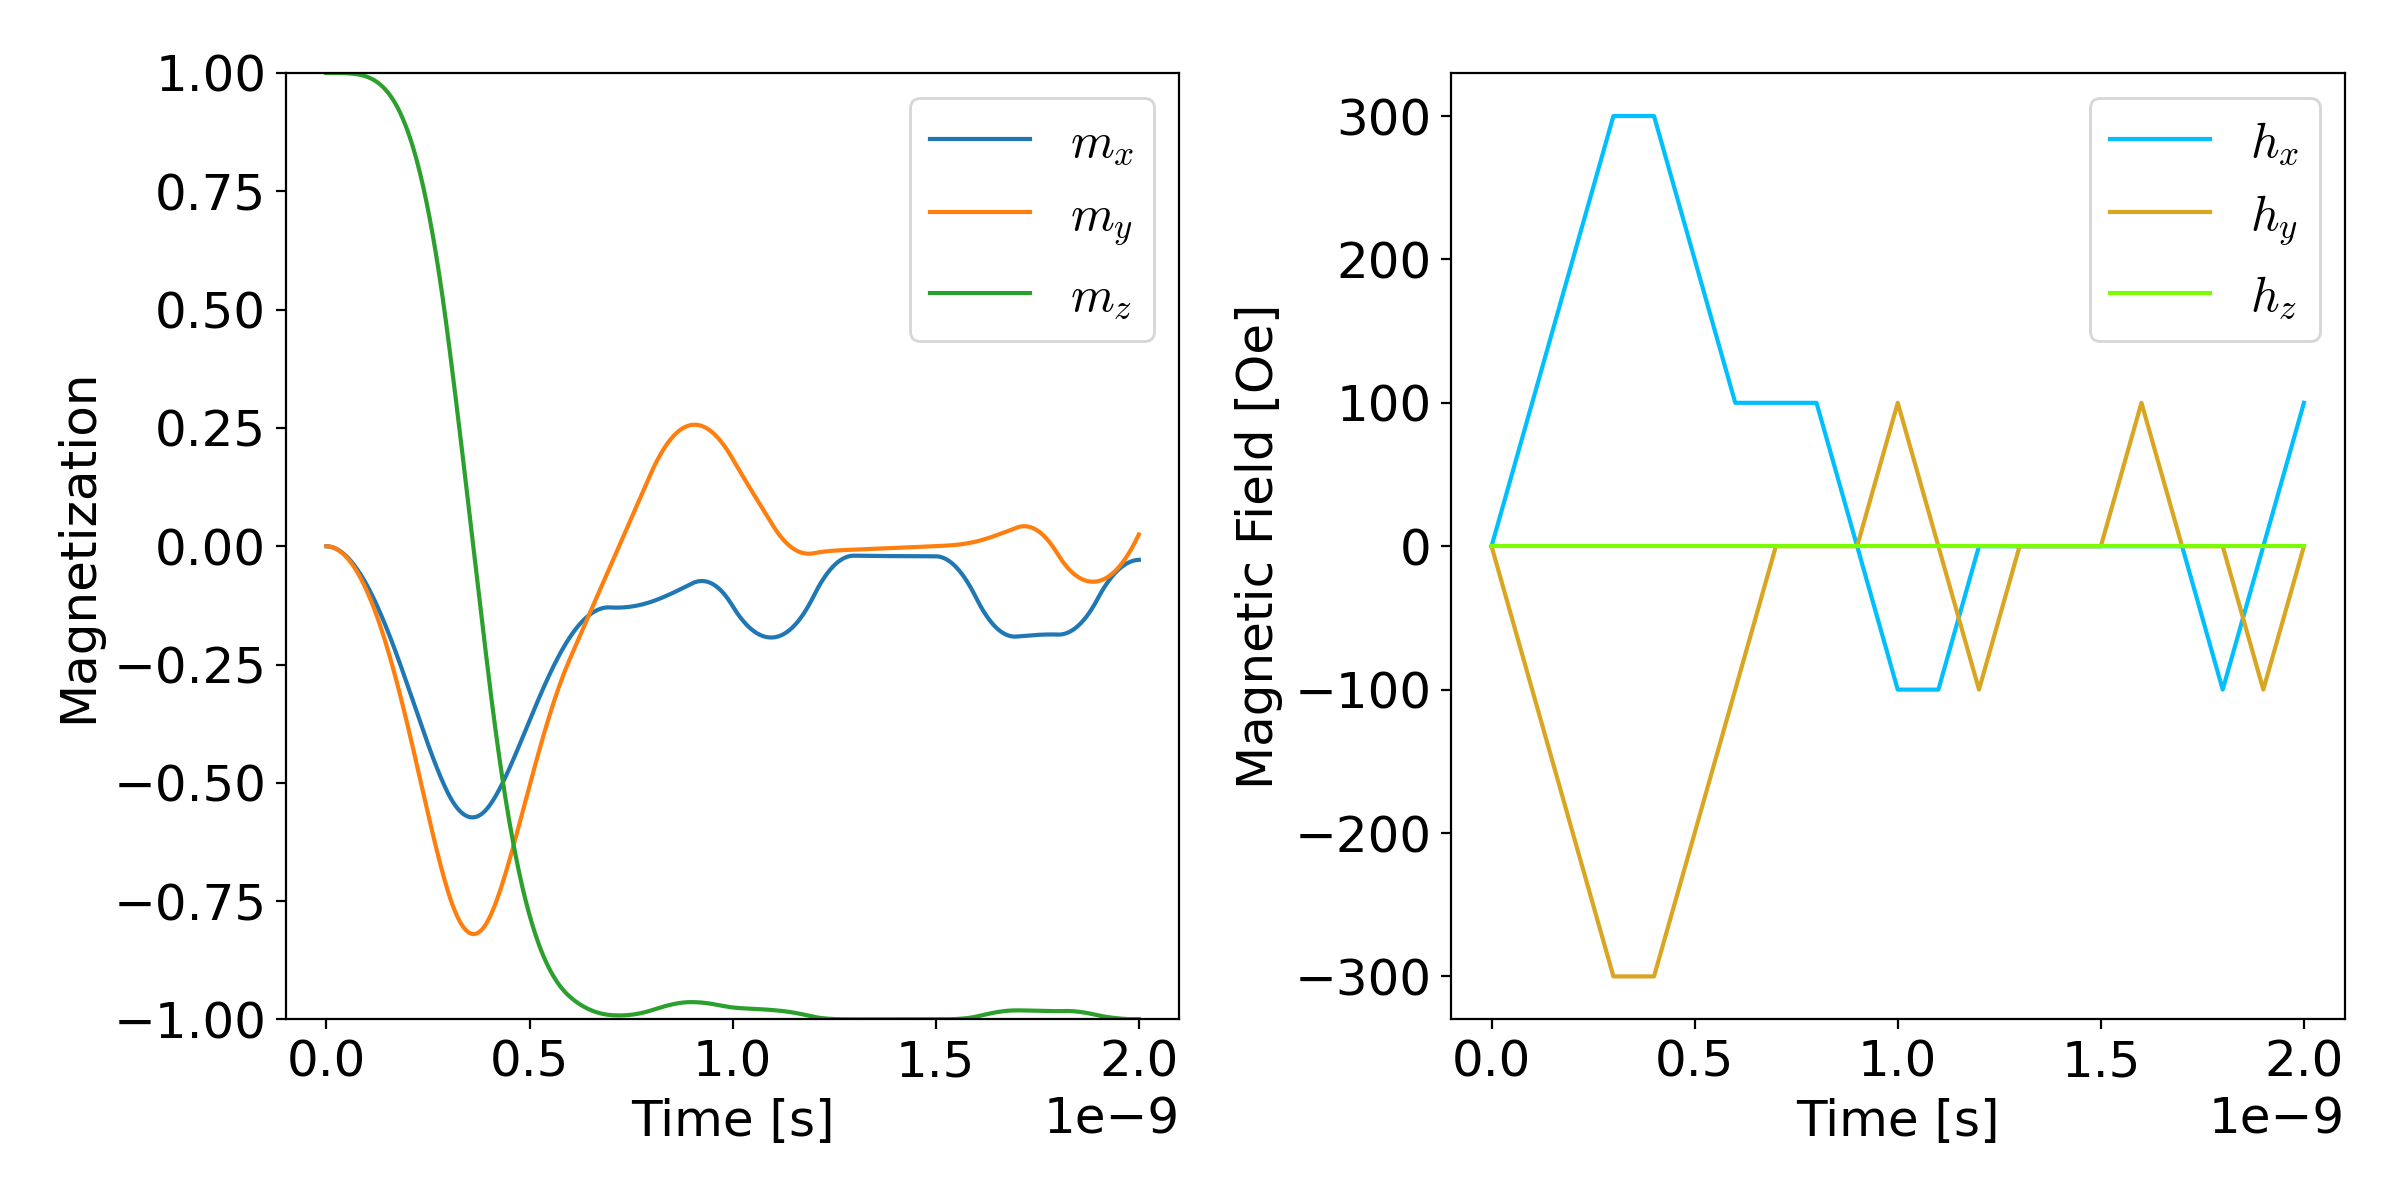 1.00
0.75
0.50
0.25
0.00
−0.25
−0.50
−0.75
−1.00
Magnetization
0.0 0.5 1.0 1.5 2.0
Time [s]
1e−9
m_x
m_y
m_z
300
200
100
0
−100
−200
−300
Magnetic Field [Oe]
0.0 0.5 1.0 1.5 2.0
Time [s]
1e−9
h_x
h_y
h_z